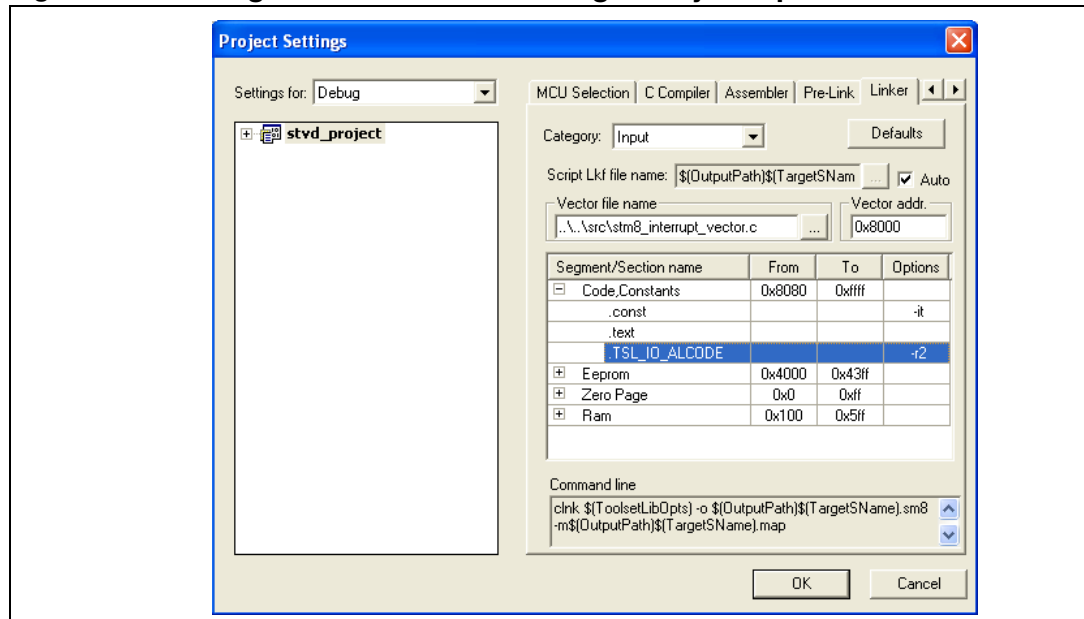 Project Settings
Settings for: Debug
MCU Selection C Compiler Assembler Pre-Link Linker
stvd_project
Category: Input Defaults
Script Lkf file name: $(OutputPath)$(TargetSNam ... Auto
Vector file name Vector addr.
..\..\src\stm8_interrupt_vector.c ... 0x8000
Segment/Section name From To Options
Code,Constants 0x8080 0xffff
.const -it
.text
.TSL_IO_ALCODE -r2
Eeprom 0x4000 0x43ff
Zero Page 0x0 0xff
Ram 0x100 0x5ff
Command line
clnk $(ToolsetLibOpts) -o $(OutputPath)$(TargetSName).sm8
-m$(OutputPath)$(TargetSName).map
OK Cancel